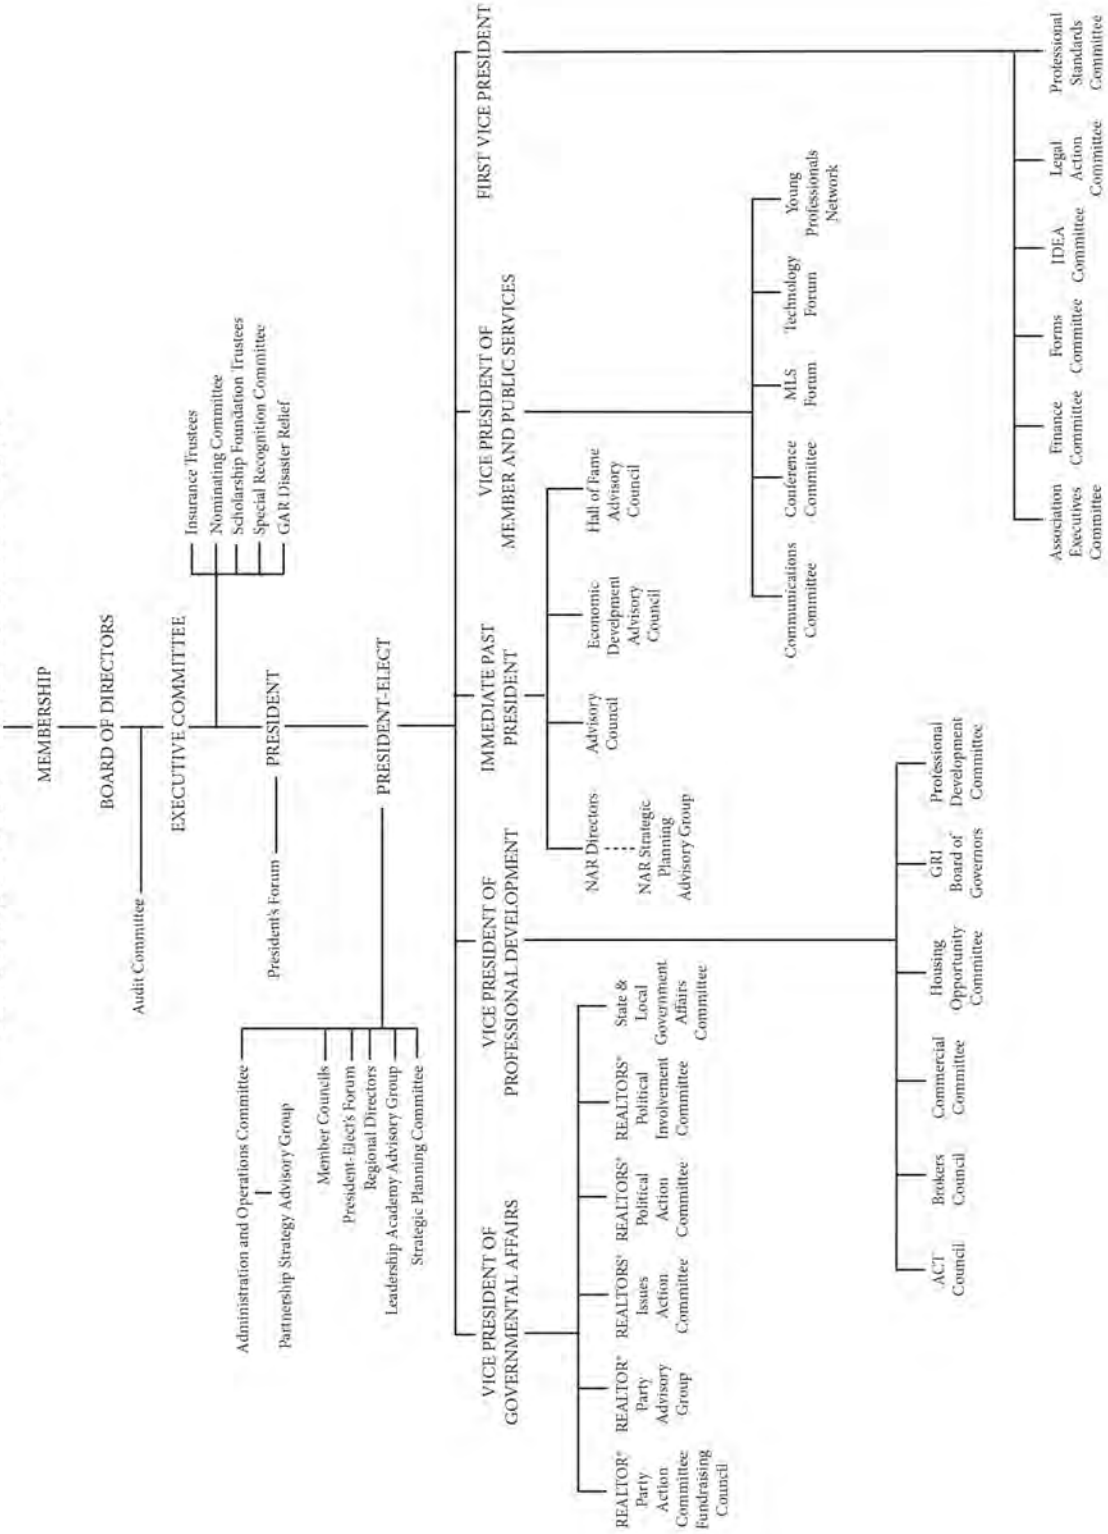 MEMBERSHIP
BOARD OF DIRECTORS
Audit Committee
EXECUTIVE COMMITTEE
Insurance Trustees
Nominating Committee
Scholarship Foundation Trustees
Special Recognition Committee
GAR Disaster Relief
President's Forum
PRESIDENT
PRESIDENT-ELECT
Administration and Operations Committee
Partnership Strategy Advisory Group
Member Councils
President-Elect's Forum
Regional Directors
Leadership Academy Advisory Group
Strategic Planning Committee
VICE PRESIDENT OF
GOVERNMENTAL AFFAIRS
REALTOR®
Party
Action
Committee
Fundraising
Council
REALTOR®
Party
Advisory
Group
REALTORS®
Issues
Action
Committee
REALTORS®
Political
Action
Committee
REALTORS®
Political
Involvement
Committee
State &
Local
Government
Affairs
Committee
VICE PRESIDENT OF
PROFESSIONAL DEVELOPMENT
ACT
Council
Brokers
Council
Commercial
Committee
Housing
Opportunity
Committee
GRI
Board of
Governors
Professional
Development
Committee
IMMEDIATE PAST
PRESIDENT
NAR Directors
NAR Strategic
Planning
Advisory Group
Advisory
Council
Economic
Develpment
Advisory
Council
Hall of Fame
Advisory
Council
VICE PRESIDENT OF
MEMBER AND PUBLIC SERVICES
Communications
Committee
Conference
Committee
MLS
Forum
Technology
Forum
Young
Professionals
Network
FIRST VICE PRESIDENT
Association
Executives
Committee
Finance
Committee
Forms
Committee
IDEA
Committee
Legal
Action
Committee
Professional
Standards
Committee